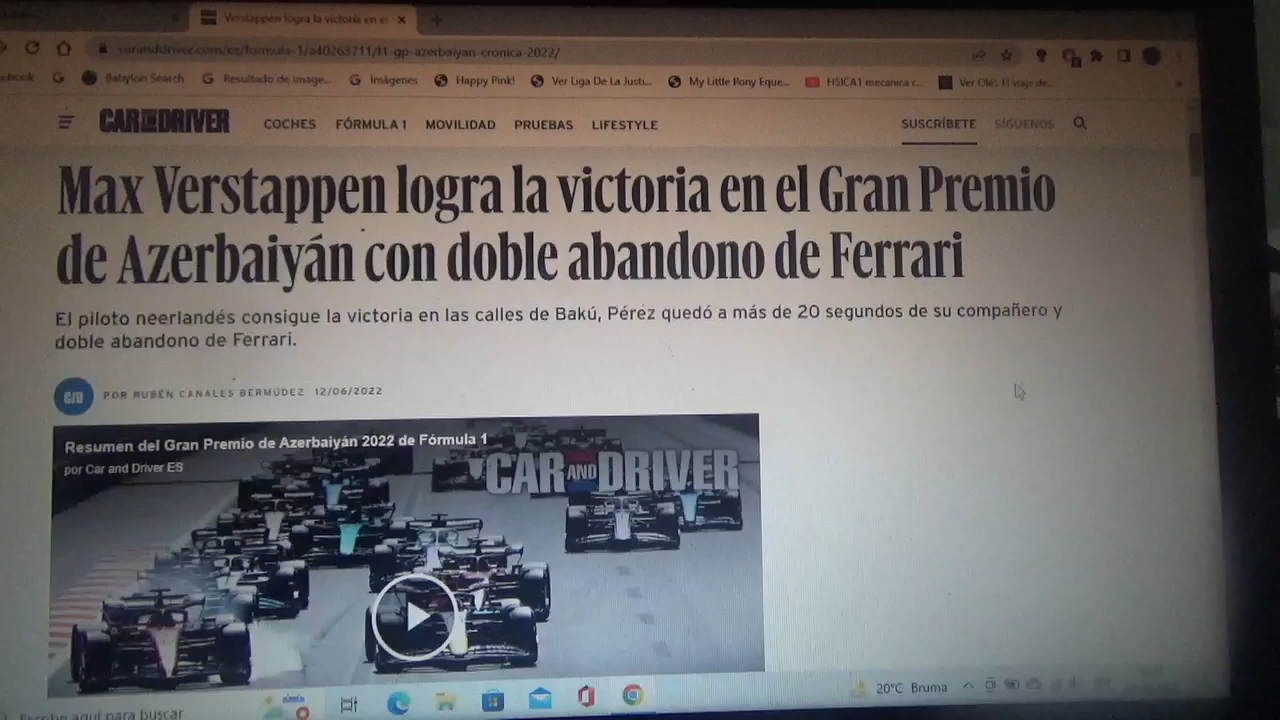 Verstappen logra la victoria en el
caranddriver.com/es/formula-1/a40263711/f1-gp-azerbaiyan-cronica-2022/
Babylon Search
Resultado de image...
Imágenes
Happy Pink!
Ver Liga De La Justi...
My Little Pony Eque...
FISICA1 mecanica r...
CAR AND DRIVER
COCHES FÓRMULA 1 MOVILIDAD PRUEBAS LIFESTYLE
SUSCRÍBETE SÍGUENOS
Max Verstappen logra la victoria en el Gran Premio
de Azerbaiyán con doble abandono de Ferrari
El piloto neerlandés consigue la victoria en las calles de Bakú, Pérez quedó a más de 20 segundos de su compañero y
doble abandono de Ferrari.
C/D
POR RUBÉN CANALES BERMÚDEZ 12/06/2022
Resumen del Gran Premio de Azerbaiyán 2022 de Fórmula 1
por Car and Driver ES
CAR AND DRIVER
20°C Bruma
Escribe aquí para buscar